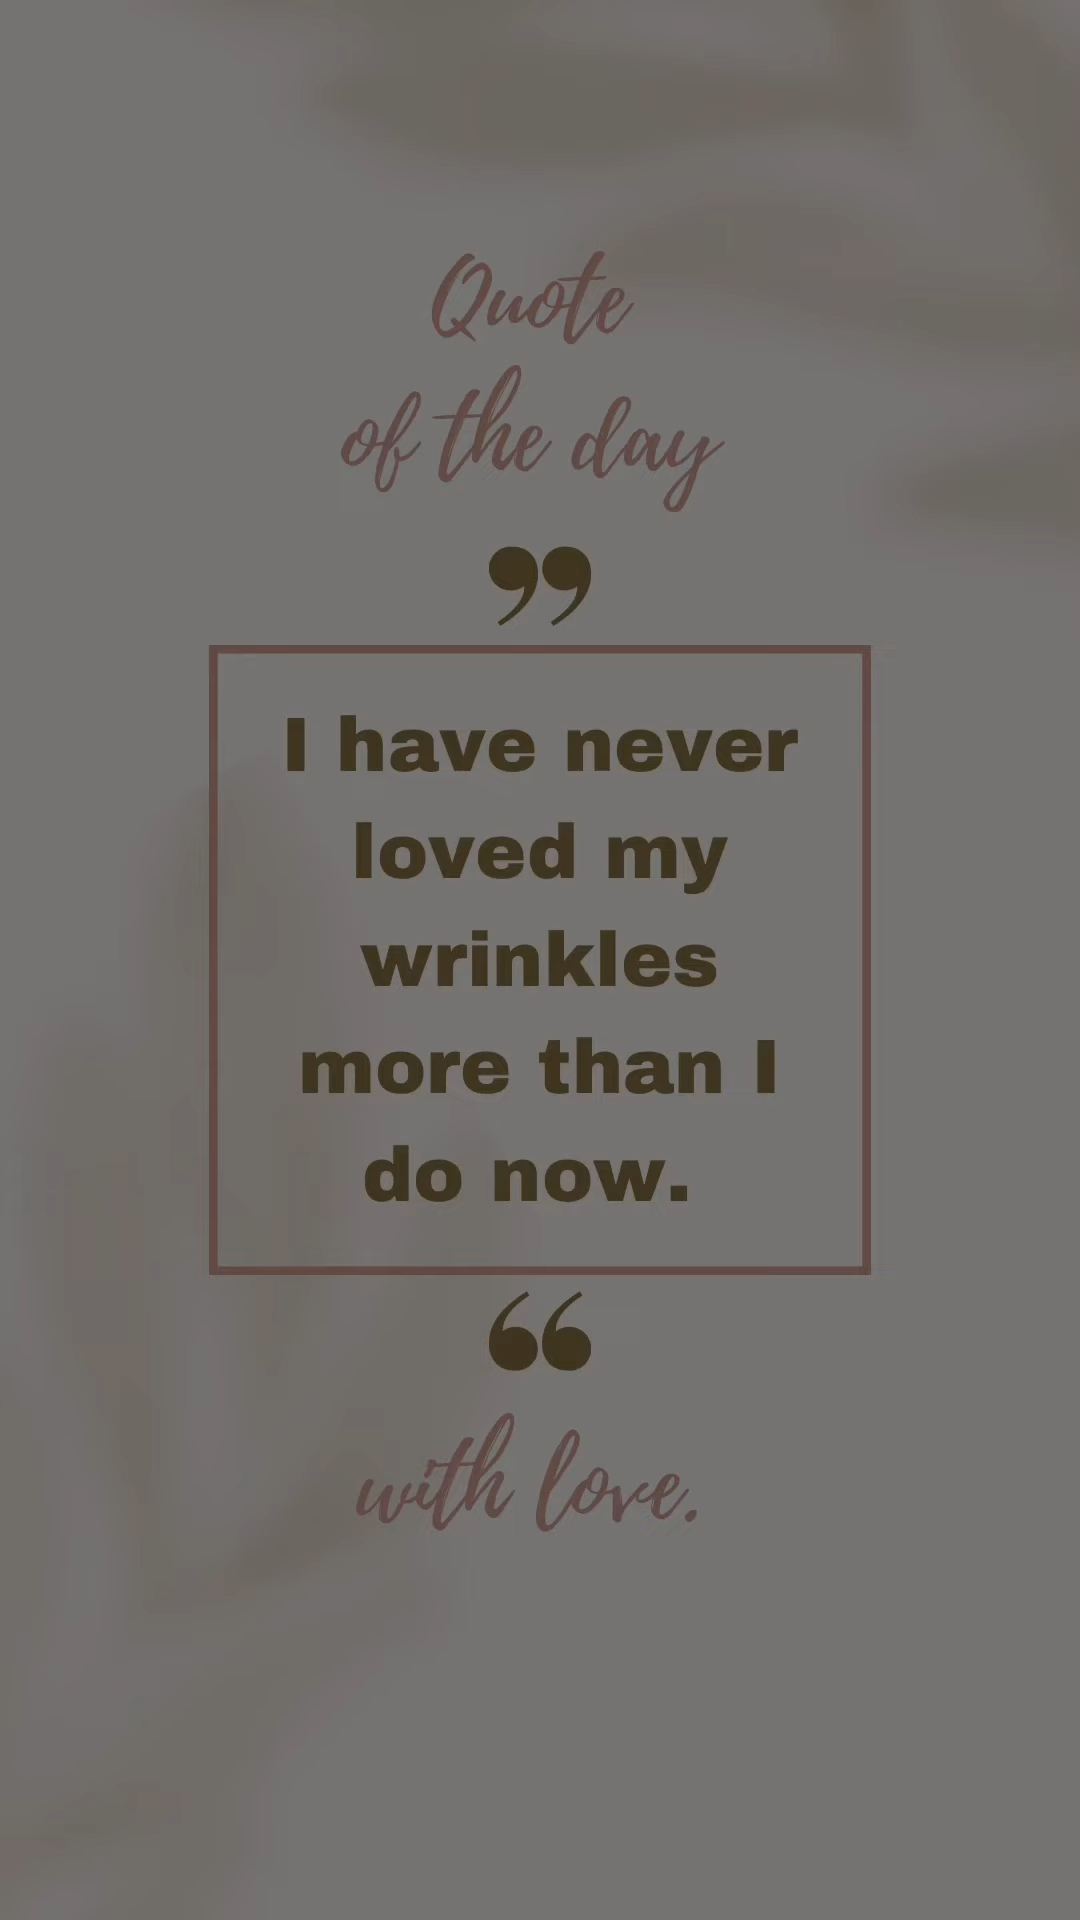 Quote
of the day
”
I have never
loved my
wrinkles
more than I
do now.
“
with love.